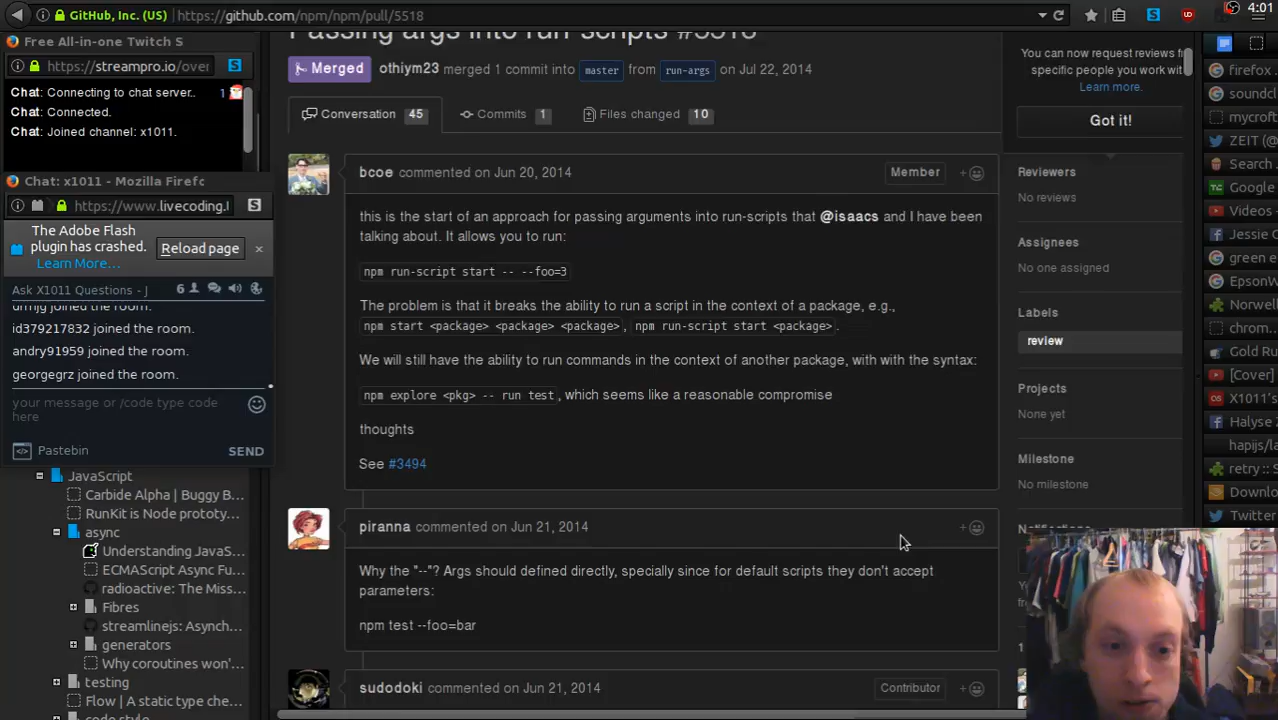 GitHub, Inc. (US)
https://github.com/npm/npm/pull/5518
4:01
Free All-in-one Twitch S
https://streampro.io/over
Chat: Connecting to chat server..
1
Chat: Connected.
Chat: Joined channel: x1011.
Chat: x1011 - Mozilla Firefc
https://www.livecoding.t
The Adobe Flash
plugin has crashed.
Learn More…
Reload page
Ask X1011 Questions - J
6
urmjg joined the room.
id379217832 joined the room.
andry91959 joined the room.
georgegrz joined the room.
your message or /code type code
here
Pastebin
SEND
JavaScript
Carbide Alpha | Buggy B...
RunKit is Node prototy...
async
Understanding JavaS...
ECMAScript Async Fu...
radioactive: The Miss...
Fibres
streamlinejs: Asynch...
generators
Why coroutines won'...
testing
Flow | A static type che...
code style
Passing args into run-scripts #5518
Merged
othiym23 merged 1 commit into master from run-args on Jul 22, 2014
Conversation 45
Commits 1
Files changed 10
bcoe commented on Jun 20, 2014
Member
this is the start of an approach for passing arguments into run-scripts that @isaacs and I have been
talking about. It allows you to run:
npm run-script start -- --foo=3
The problem is that it breaks the ability to run a script in the context of a package, e.g.,
npm start <package> <package> <package>, npm run-script start <package>.
We will still have the ability to run commands in the context of another package, with with the syntax:
npm explore <pkg> -- run test, which seems like a reasonable compromise
thoughts
See #3494
piranna commented on Jun 21, 2014
Why the "--"? Args should defined directly, specially since for default scripts they don't accept
parameters:
npm test --foo=bar
sudodoki commented on Jun 21, 2014
Contributor
You can now request reviews f
specific people you work wit
Learn more.
Got it!
Reviewers
No reviews
Assignees
No one assigned
Labels
review
Projects
None yet
Milestone
No milestone
Notifications
firefox .
soundcl
mycroft
ZEIT (@
Search
Google
Videos -
Jessie C
green e
EpsonW
Norwell
chrom...
Gold Ru
[Cover]
X1011's
Halyse Z
hapijs/la
retry :: S
Downlo
Twitter